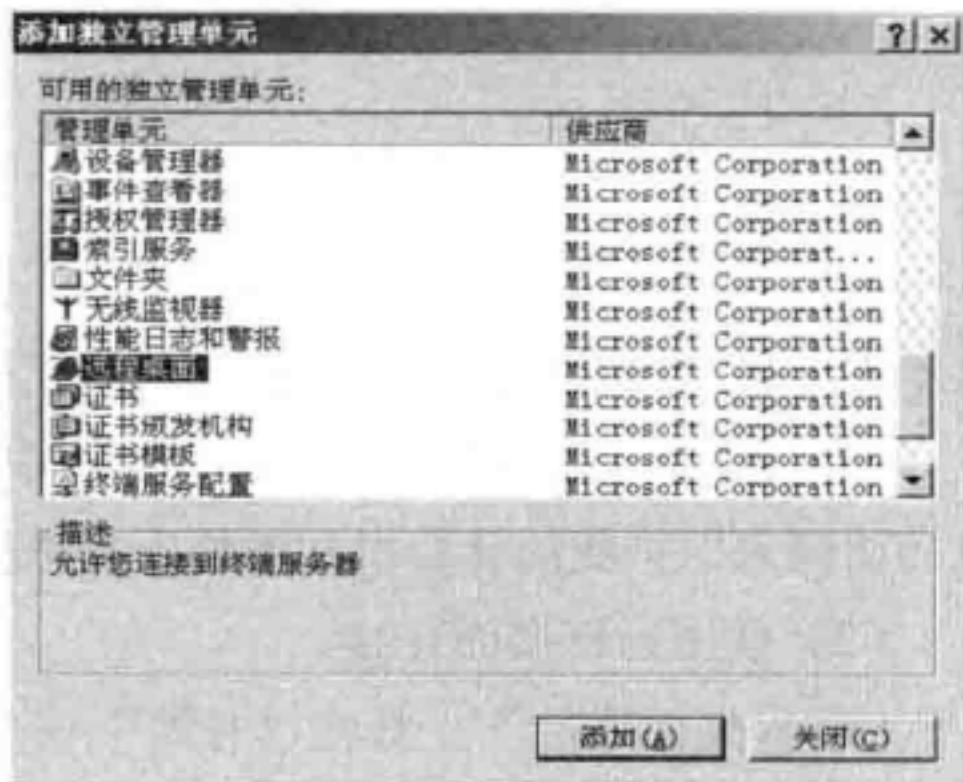 添加独立管理单元
可用的独立管理单元:
管理单元 供应商
设备管理器 Microsoft Corporation
事件查看器 Microsoft Corporation
授权管理器 Microsoft Corporation
索引服务 Microsoft Corporat...
文件夹 Microsoft Corporation
无线监视器 Microsoft Corporation
性能日志和警报 Microsoft Corporation
远程桌面 Microsoft Corporation
证书 Microsoft Corporation
证书颁发机构 Microsoft Corporation
证书模板 Microsoft Corporation
终端服务配置 Microsoft Corporation
描述
允许您连接到终端服务器
添加(A) 关闭(C)